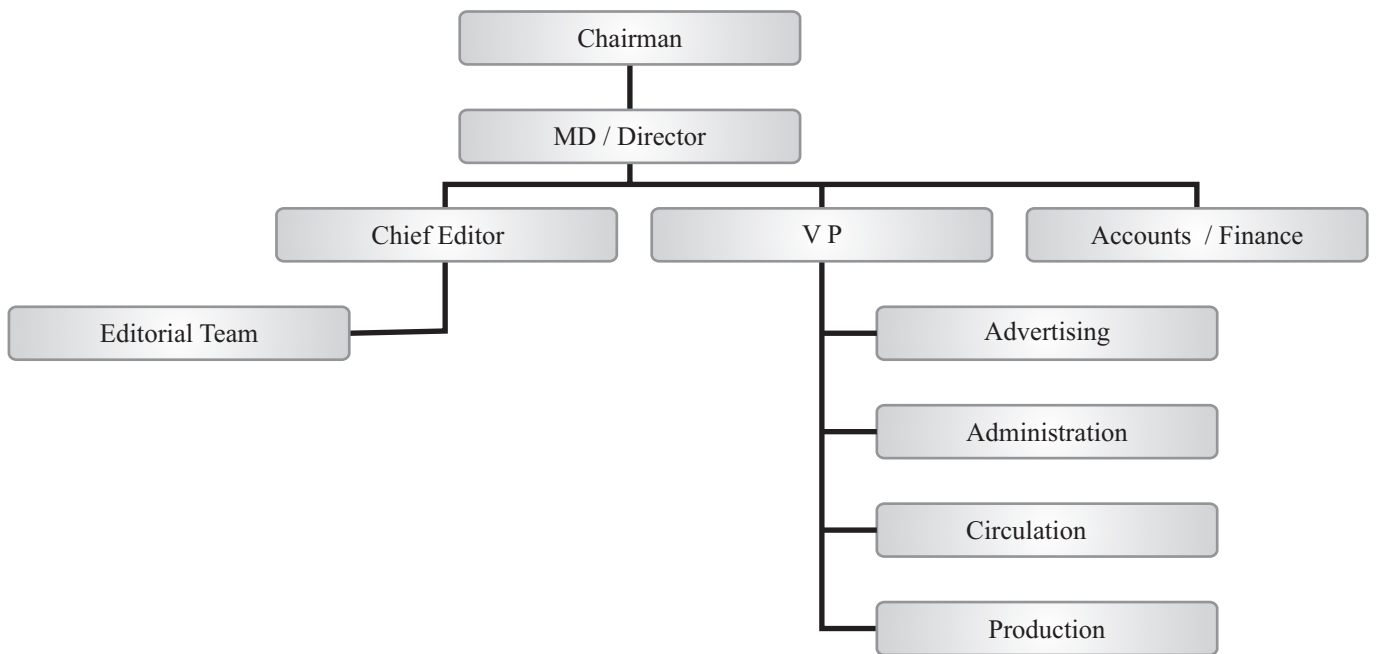 Chairman
MD / Director
Chief Editor
V P
Accounts / Finance
Editorial Team
Advertising
Administration
Circulation
Production